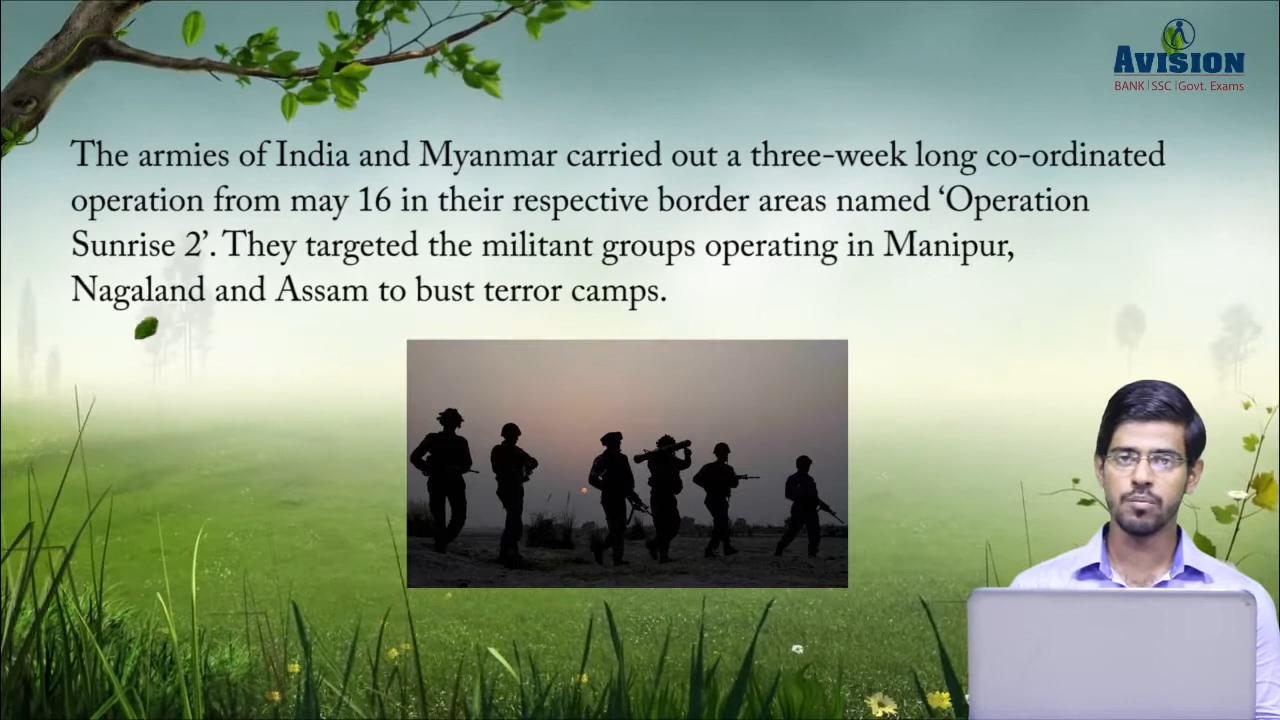 AVISION
BANK | SSC | Govt. Exams
The armies of India and Myanmar carried out a three-week long co-ordinated
operation from may 16 in their respective border areas named ‘Operation
Sunrise 2’. They targeted the militant groups operating in Manipur,
Nagaland and Assam to bust terror camps.